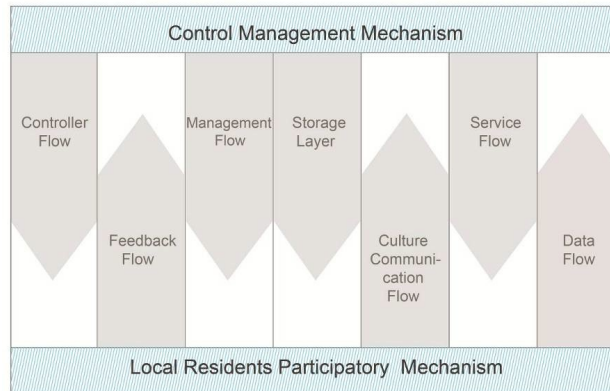 Control Management Mechanism
Controller
Flow
Management
Flow
Storage
Layer
Service
Flow
Feedback
Flow
Culture
Communi-
cation
Flow
Data
Flow
Local Residents Participatory Mechanism